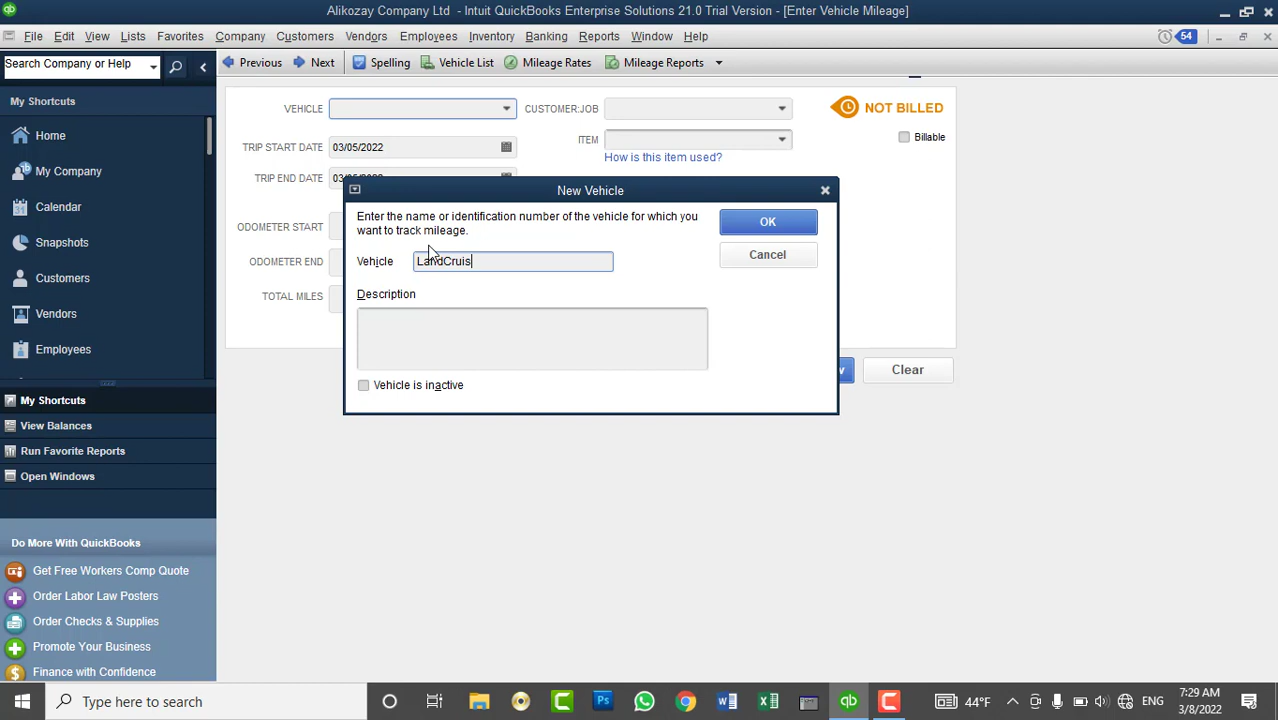 Alikozay Company Ltd - Intuit QuickBooks Enterprise Solutions 21.0 Trial Version - [Enter Vehicle Mileage]
File Edit View Lists Favorites Company Customers Vendors Employees Inventory Banking Reports Window Help
54
Search Company or Help
Previous Next Spelling Vehicle List Mileage Rates Mileage Reports
My Shortcuts
Home
My Company
Calendar
Snapshots
Customers
Vendors
Employees
My Shortcuts
View Balances
Run Favorite Reports
Open Windows
Do More With QuickBooks
Get Free Workers Comp Quote
Order Labor Law Posters
Order Checks & Supplies
Promote Your Business
Finance with Confidence
VEHICLE
CUSTOMER:JOB
NOT BILLED
Billable
TRIP START DATE 03/05/2022
ITEM
How is this item used?
TRIP END DATE
ODOMETER START
ODOMETER END
TOTAL MILES
Clear
New Vehicle
Enter the name or identification number of the vehicle for which you
want to track mileage.
OK
Cancel
Vehicle LandCruis
Description
Vehicle is inactive
Type here to search
44°F
ENG
7:29 AM
3/8/2022